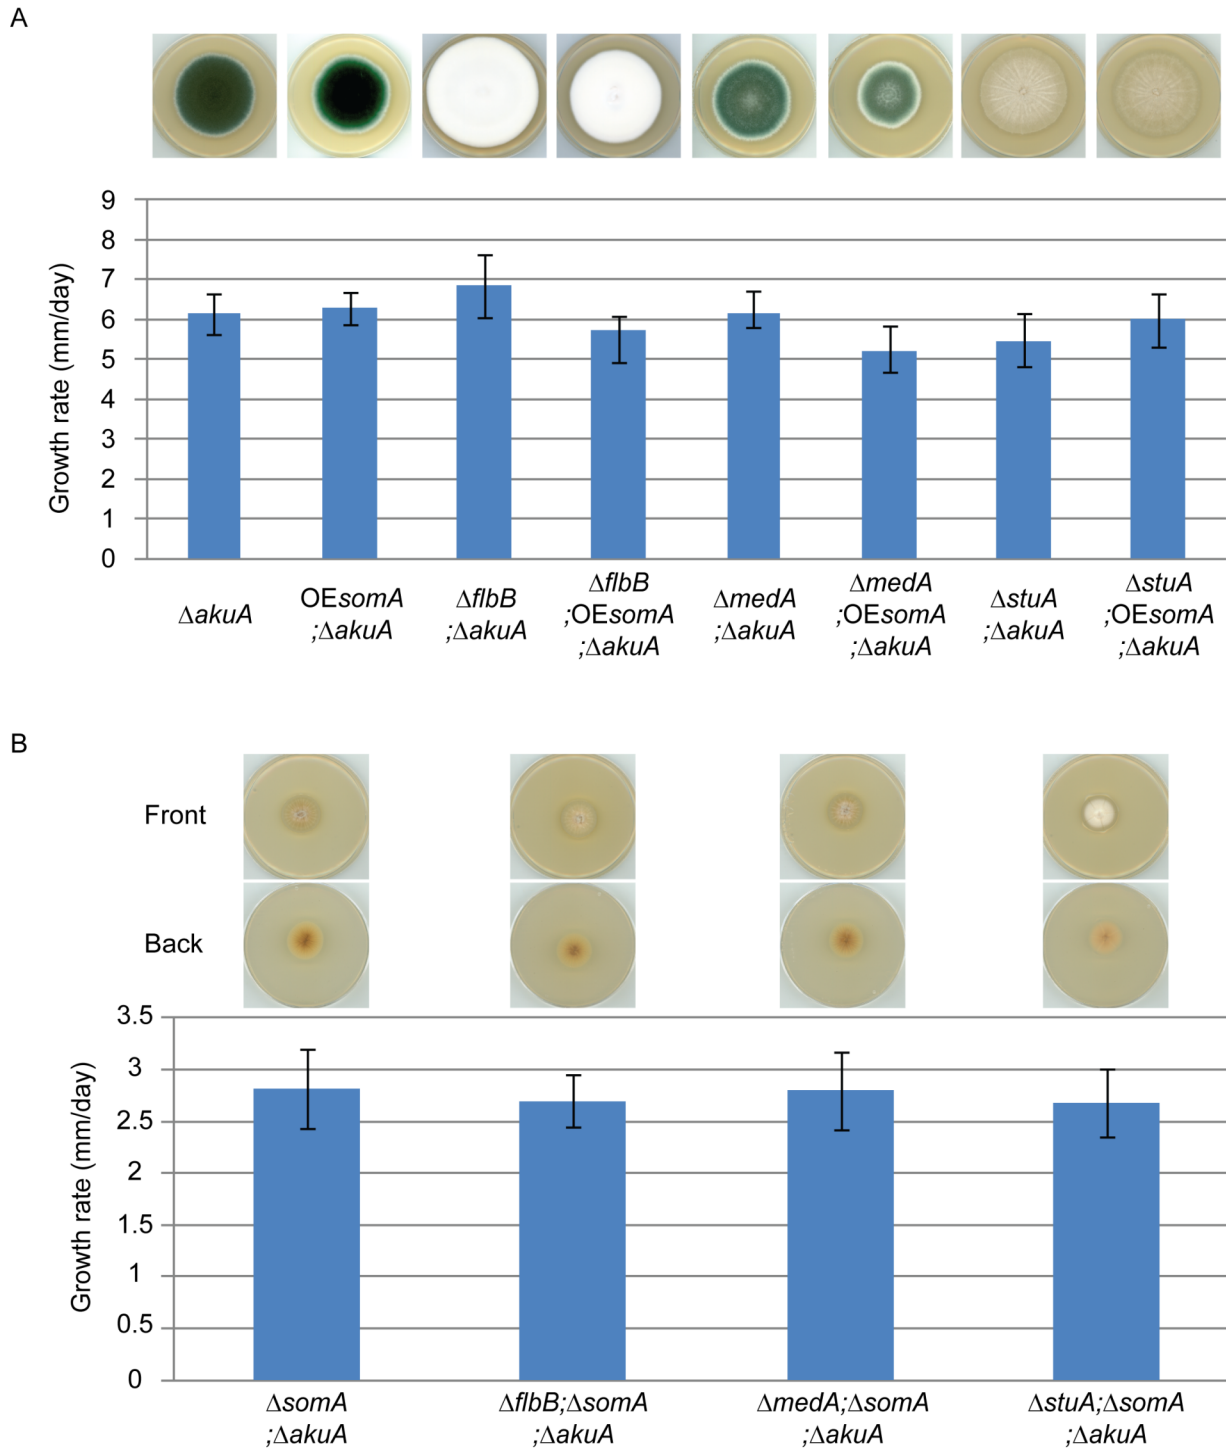 A
9
8
7
6
5
4
3
2
1
0
Growth rate (mm/day)
ΔakuA
OEsomA
;ΔakuA
ΔflbB
;ΔakuA
ΔflbB
;OEsomA
;ΔakuA
ΔmedA
;ΔakuA
ΔmedA
;OEsomA
;ΔakuA
ΔstuA
;ΔakuA
ΔstuA
;OEsomA
;ΔakuA
B
Front
Back
3.5
3
2.5
2
1.5
1
0.5
0
Growth rate (mm/day)
ΔsomA
;ΔakuA
ΔflbB;ΔsomA
;ΔakuA
ΔmedA;ΔsomA
;ΔakuA
ΔstuA;ΔsomA
;ΔakuA